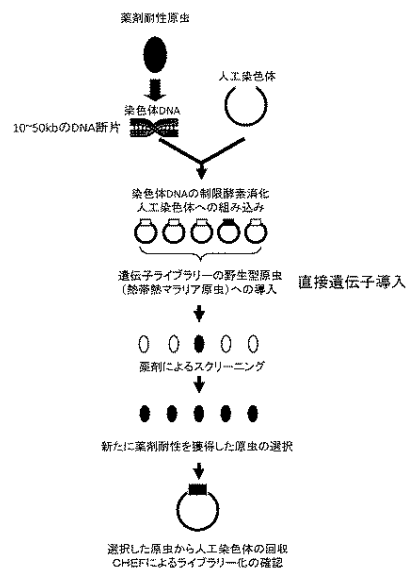 薬剤耐性原虫
人工染色体
染色体DNA
10~50kbのDNA断片
染色体DNAの制限酵素消化
人工染色体への組み込み
遺伝子ライブラリーの野生型原虫
(熱帯熱マラリア原虫)への導入
直接遺伝子導入
薬剤によるスクリーニング
新たに薬剤耐性を獲得した原虫の選択
選択した原虫から人工染色体の回収
CHEFによるライブラリー化の確認